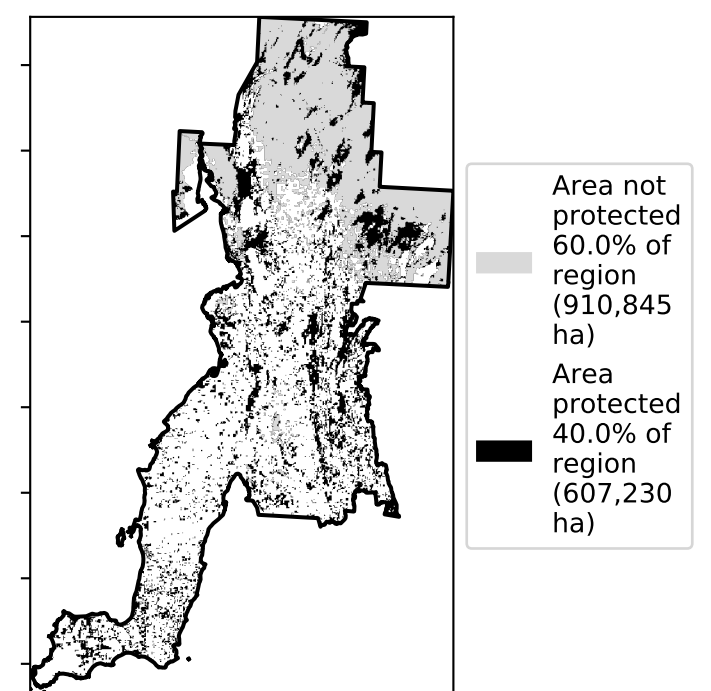 Area not
protected
60.0% of
region
(910,845
ha)
Area
protected
40.0% of
region
(607,230
ha)